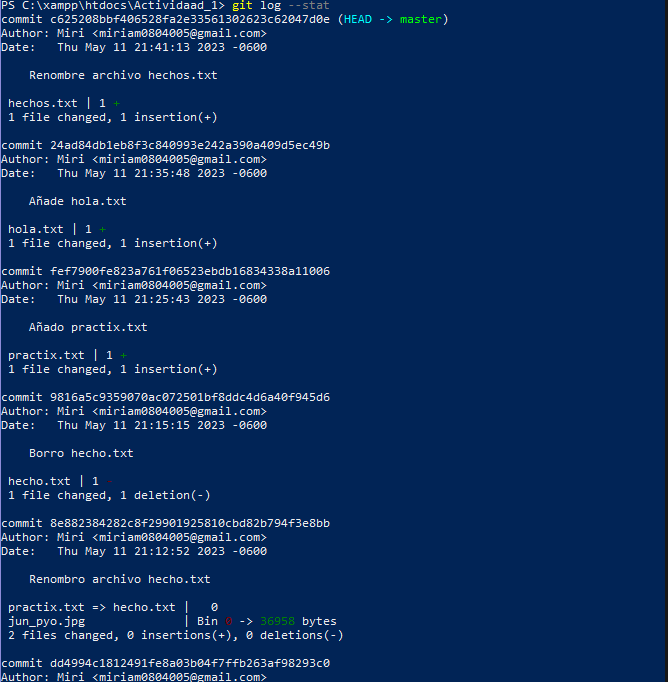 PS C:\xampp\htdocs\Actividaad_1> git log --stat
commit c625208bbf406528fa2e33561302623c62047d0e (HEAD -> master)
Author: Miri <miriam0804005@gmail.com>
Date:   Thu May 11 21:41:13 2023 -0600
Renombre archivo hechos.txt
hechos.txt | 1 +
1 file changed, 1 insertion(+)
commit 24ad84db1eb8f3c840993e242a390a409d5ec49b
Author: Miri <miriam0804005@gmail.com>
Date:   Thu May 11 21:35:48 2023 -0600
Añade hola.txt
hola.txt | 1 +
1 file changed, 1 insertion(+)
commit fef7900fe823a761f06523ebdb16834338a11006
Author: Miri <miriam0804005@gmail.com>
Date:   Thu May 11 21:25:43 2023 -0600
Añado practix.txt
practix.txt | 1 +
1 file changed, 1 insertion(+)
commit 9816a5c9359070ac072501bf8ddc4d6a40f945d6
Author: Miri <miriam0804005@gmail.com>
Date:   Thu May 11 21:15:15 2023 -0600
Borro hecho.txt
hecho.txt | 1
1 file changed, 1 deletion(-)
commit 8e882384282c8f29901925810cbd82b794f3e8bb
Author: Miri <miriam0804005@gmail.com>
Date:   Thu May 11 21:12:52 2023 -0600
Renombro archivo hecho.txt
practix.txt => hecho.txt |   0
jun_pyo.jpg              | Bin 0 -> 36958 bytes
2 files changed, 0 insertions(+), 0 deletions(-)
commit dd4994c1812491fe8a03b04f7ffb263af98293c0
Author: Miri <miriam0804005@gmail.com>